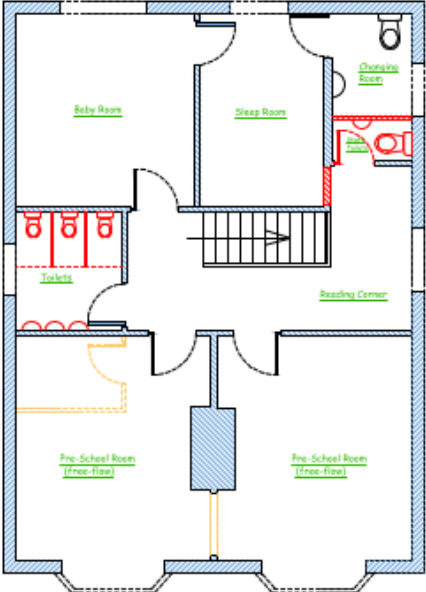 Changing
Room
Baby Room
Sleep Room
Toilets
Reading Corner
Pre-School Room
(free-flow)
Pre-School Room
(free-flow)